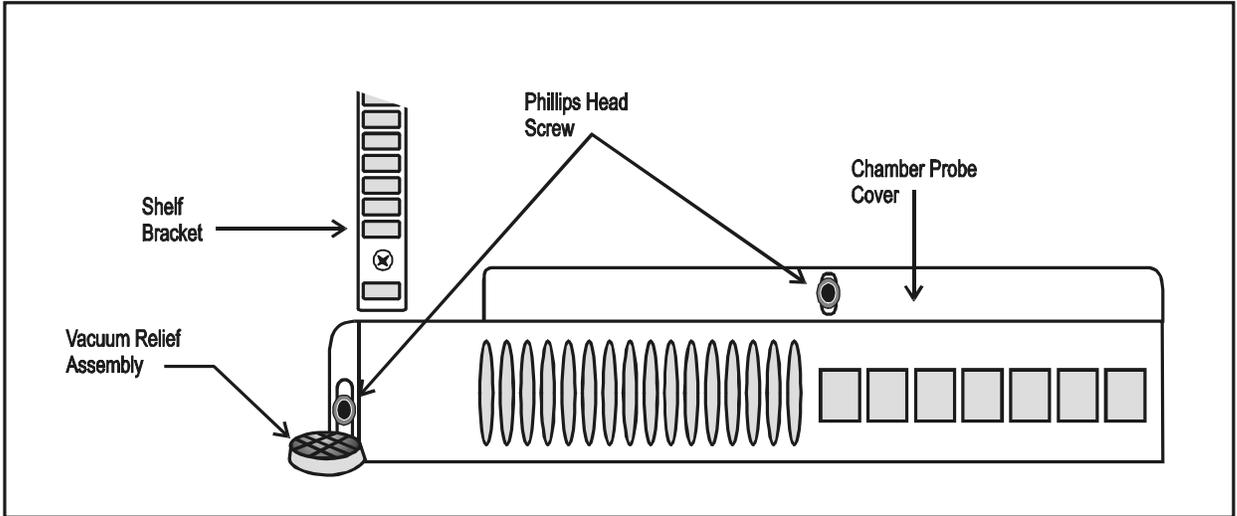 Phillips Head
Screw
Chamber Probe
Cover
Shelf
Bracket
Vacuum Relief
Assembly